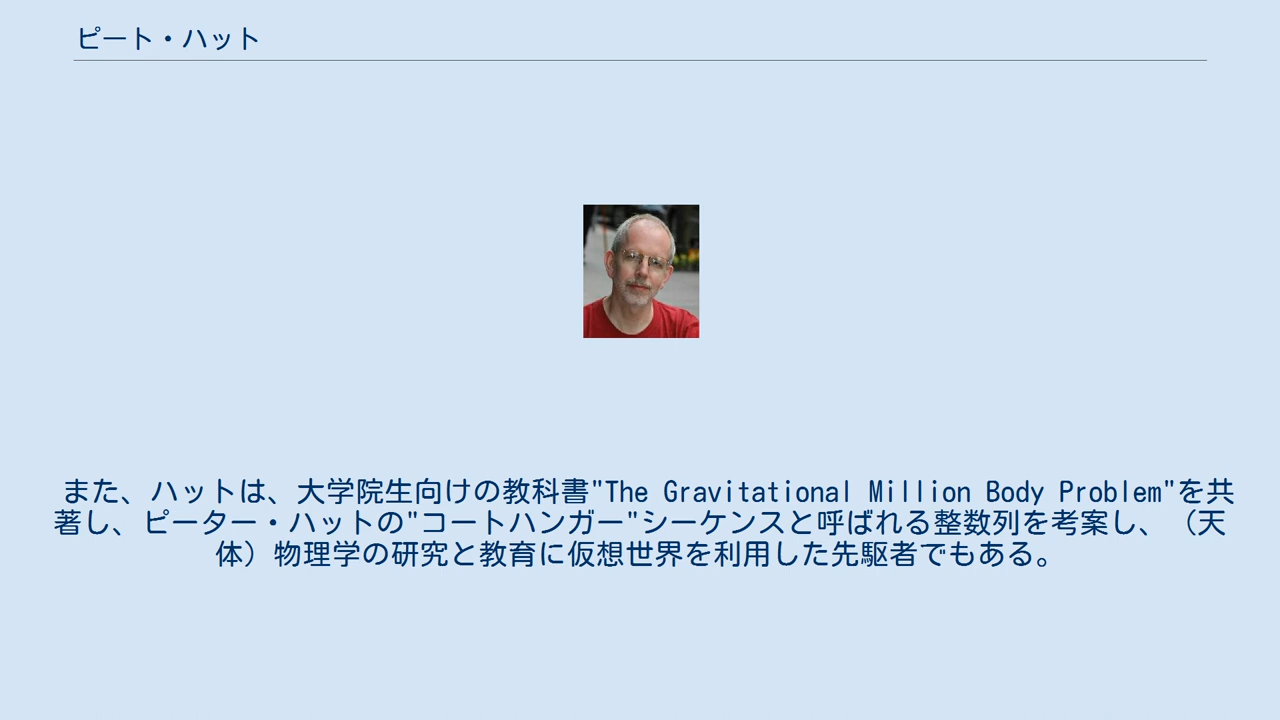 ピート・ハット
また、ハットは、大学院生向けの教科書"The Gravitational Million Body Problem"を共
著し、ピーター・ハットの"コートハンガー"シーケンスと呼ばれる整数列を考案し、（天
体）物理学の研究と教育に仮想世界を利用した先駆者でもある。